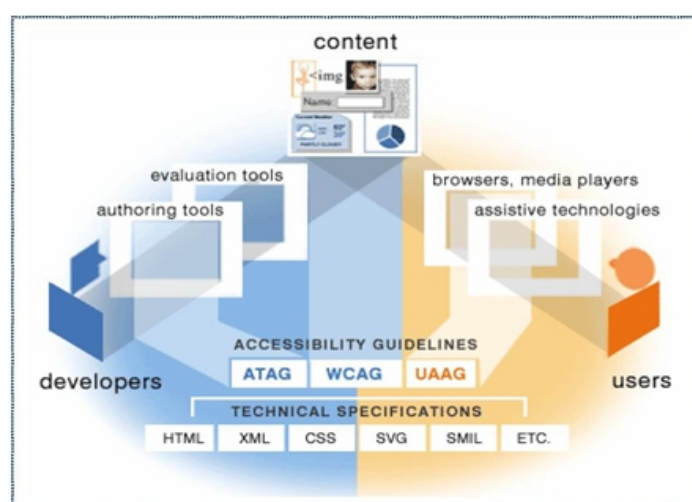 content
<img
Name:
evaluation tools
authoring tools
browsers, media players
assistive technologies
developers
users
ACCESSIBILITY GUIDELINES
ATAG WCAG UAAG
TECHNICAL SPECIFICATIONS
HTML XML CSS SVG SMIL ETC.